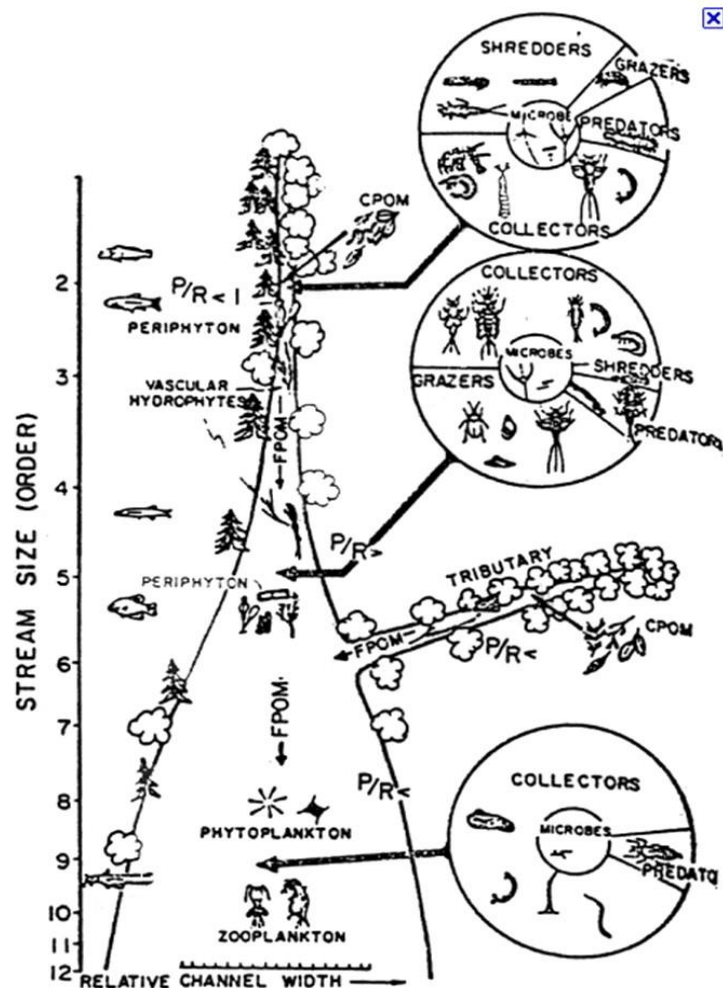 SHREDDERS
GRAZERS
MICROBE
PREDATORS
COLLECTORS
CPOM
2
P/R < 1
PERIPHYTON
COLLECTORS
MICROBES
SHREDDERS
GRAZERS
PREDATORS
3
VASCULAR
HYDROPHYTES
FPOM
4
STREAM SIZE (ORDER)
P/R >
5
PERIPHYTON
TRIBUTARY
CPOM
FPOM
P/R <
6
FPOM
7
P/R <
COLLECTORS
8
PHYTOPLANKTON
MICROBES
PREDATO
9
10
ZOOPLANKTON
11
12
RELATIVE CHANNEL WIDTH